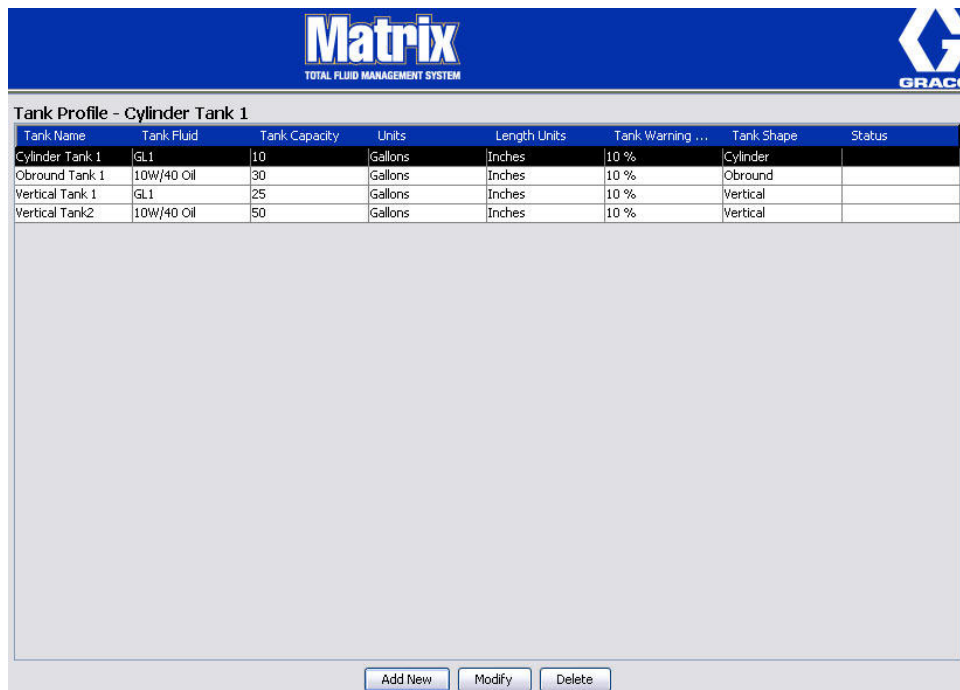 Matrix
TOTAL FLUID MANAGEMENT SYSTEM
GRACO
Tank Profile - Cylinder Tank 1
Tank Name Tank Fluid Tank Capacity Units Length Units Tank Warning ... Tank Shape Status
Cylinder Tank 1 GL1 10 Gallons Inches 10 % Cylinder
Obround Tank 1 10W/40 Oil 30 Gallons Inches 10 % Obround
Vertical Tank 1 GL1 25 Gallons Inches 10 % Vertical
Vertical Tank2 10W/40 Oil 50 Gallons Inches 10 % Vertical
Add New Modify Delete